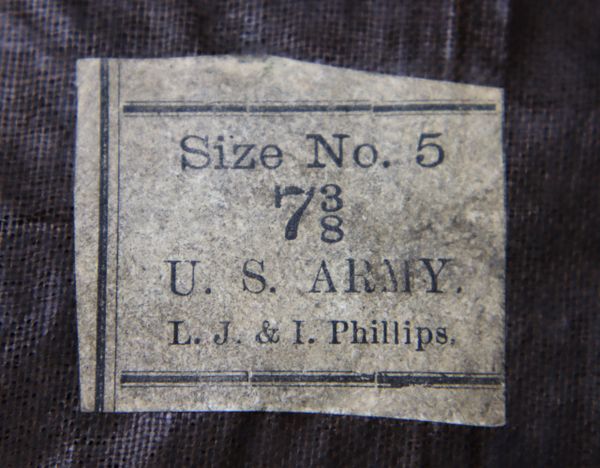 Size No. 5
7 3/8
U. S. ARMY.
L. J. & I. Phillips.